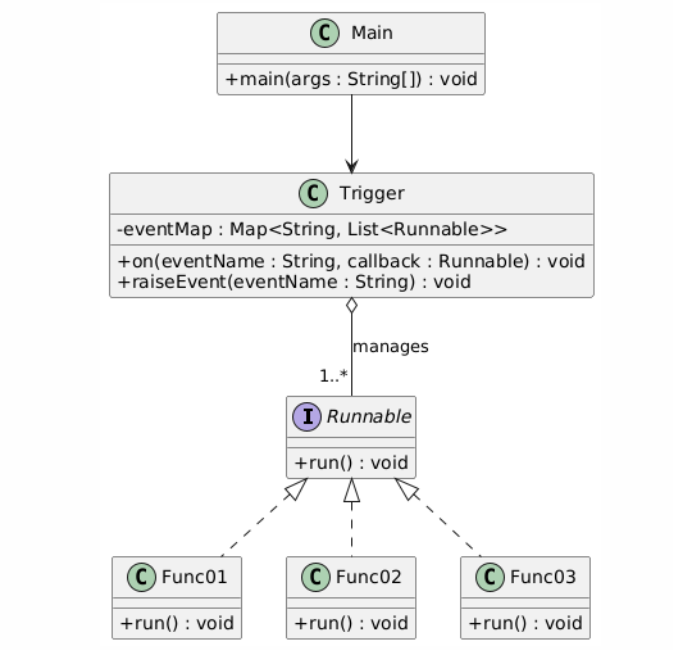 C Main
+main(args : String[]) : void
C Trigger
-eventMap : Map<String, List<Runnable>>
+on(eventName : String, callback : Runnable) : void
+raiseEvent(eventName : String) : void
manages
1..*
I Runnable
+run() : void
C Func01
+run() : void
C Func02
+run() : void
C Func03
+run() : void